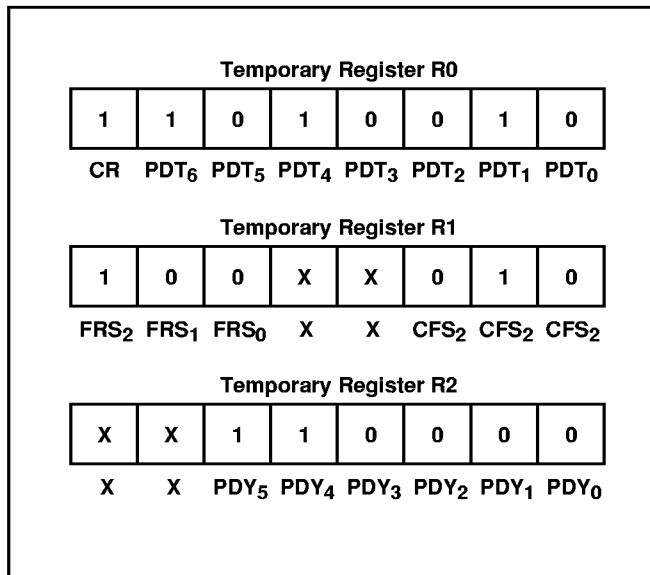 Temporary Register R0
1 1 0 1 0 0 1 0
CR PDT6 PDT5 PDT4 PDT3 PDT2 PDT1 PDT0
Temporary Register R1
1 0 0 X X 0 1 0
FRS2 FRS1 FRS0 X X CFS2 CFS2 CFS2
Temporary Register R2
X X 1 1 0 0 0 0
X X PDY5 PDY4 PDY3 PDY2 PDY1 PDY0